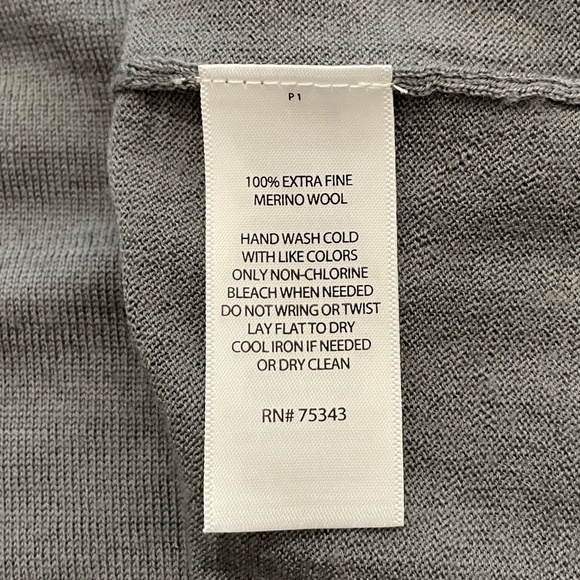 P1
100% EXTRA FINE
MERINO WOOL
HAND WASH COLD
WITH LIKE COLORS
ONLY NON-CHLORINE
BLEACH WHEN NEEDED
DO NOT WRING OR TWIST
LAY FLAT TO DRY
COOL IRON IF NEEDED
OR DRY CLEAN
RN# 75343